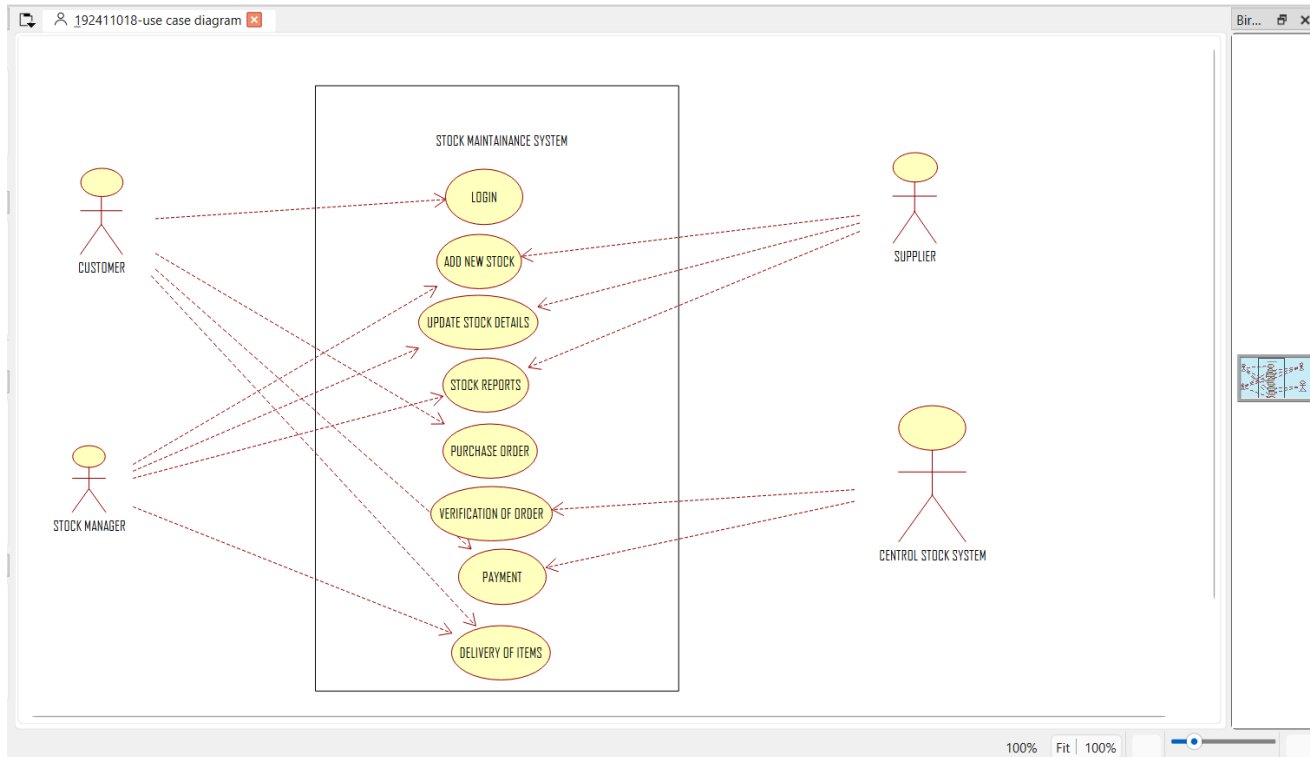 192411018-use case diagram
Bir...
STOCK MAINTAINANCE SYSTEM
LOGIN
CUSTOMER
ADD NEW STOCK
SUPPLIER
UPDATE STOCK DETAILS
STOCK REPORTS
PURCHASE ORDER
STOCK MANAGER
VERIFICATION OF ORDER
CENTROL STOCK SYSTEM
PAYMENT
DELIVERY OF ITEMS
100% Fit 100%